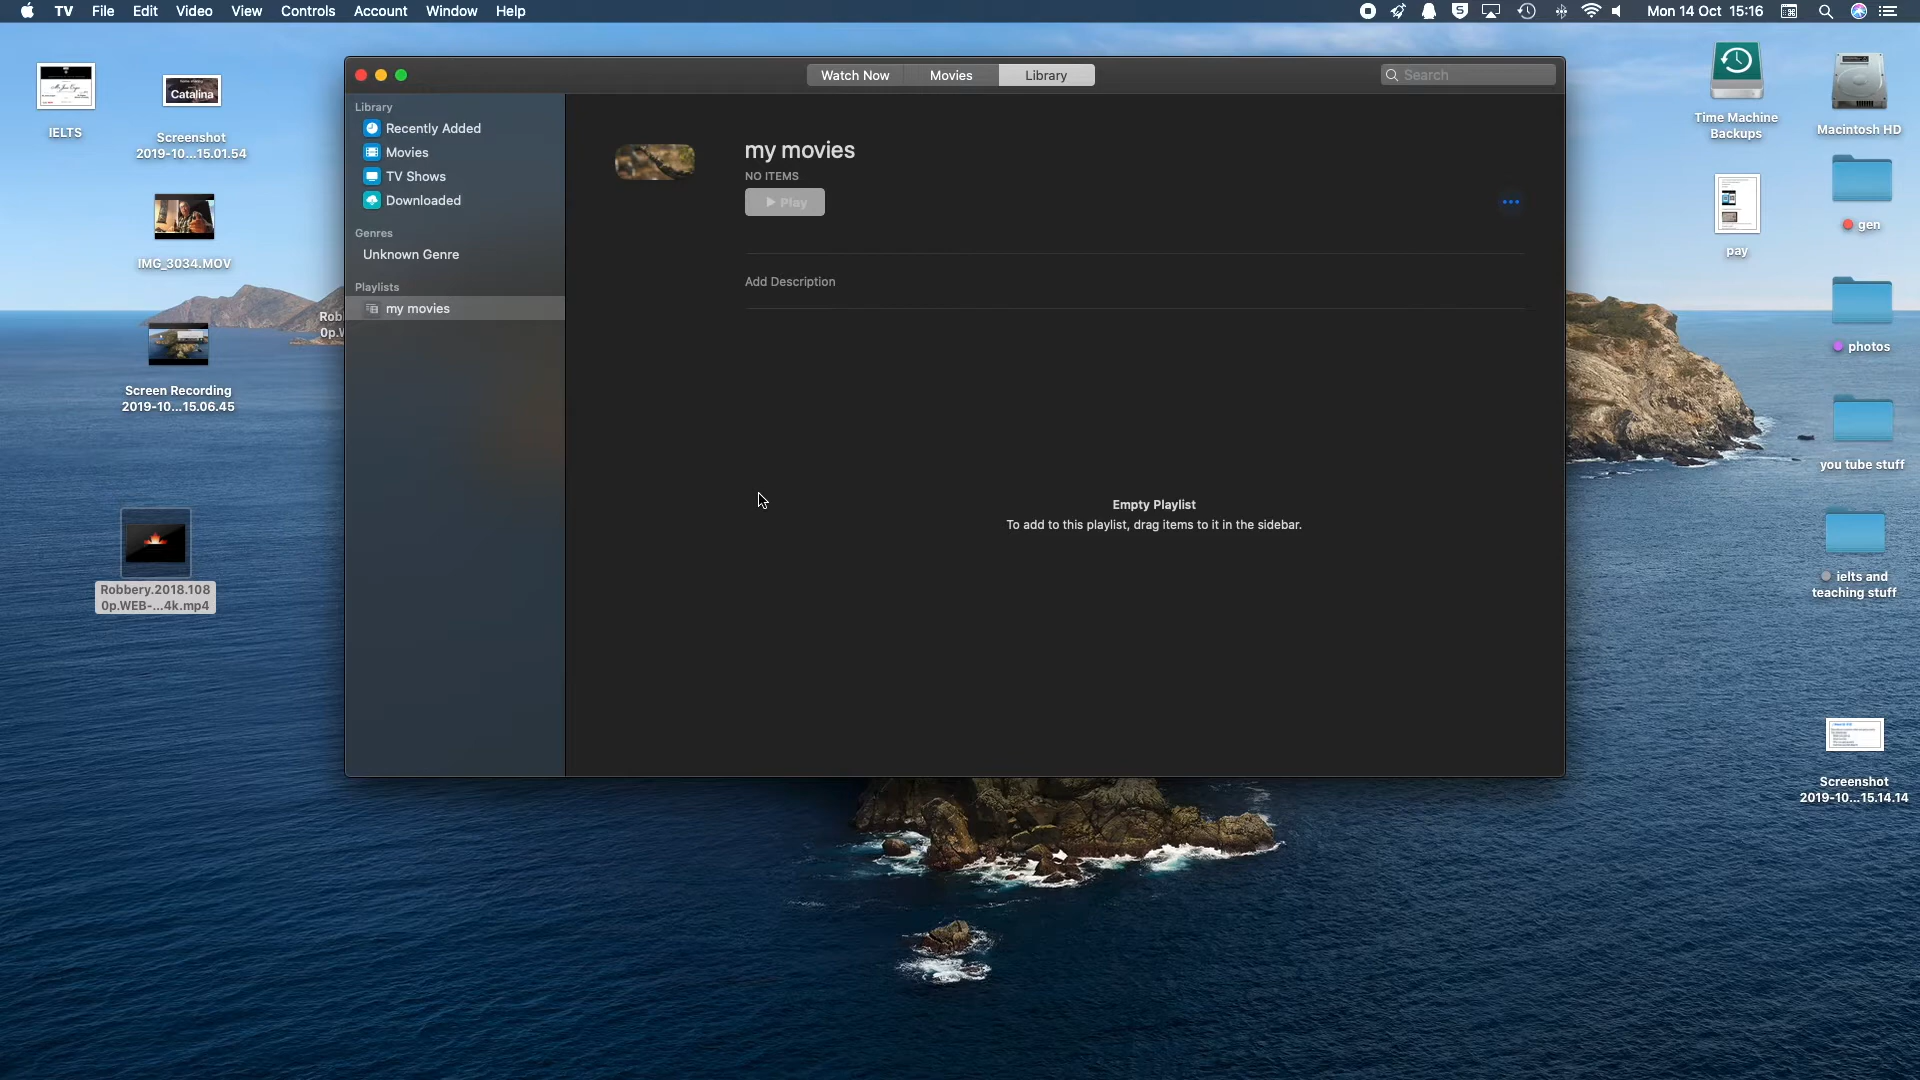 TV File Edit Video View Controls Account Window Help
Mon 14 Oct 15:16
IELTS
Catalina
Screenshot
2019-10...15.01.54
IMG_3034.MOV
Screen Recording
2019-10...15.06.45
Rob
0p.W
Robbery.2018.108
0p.WEB-...4k.mp4
Watch Now Movies Library
Search
Library
Recently Added
Movies
TV Shows
Downloaded
Genres
Unknown Genre
Playlists
my movies
my movies
NO ITEMS
Play
Add Description
Empty Playlist
To add to this playlist, drag items to it in the sidebar.
Time Machine
Backups
Macintosh HD
pay
gen
photos
you tube stuff
ielts and
teaching stuff
Screenshot
2019-10...15.14.14